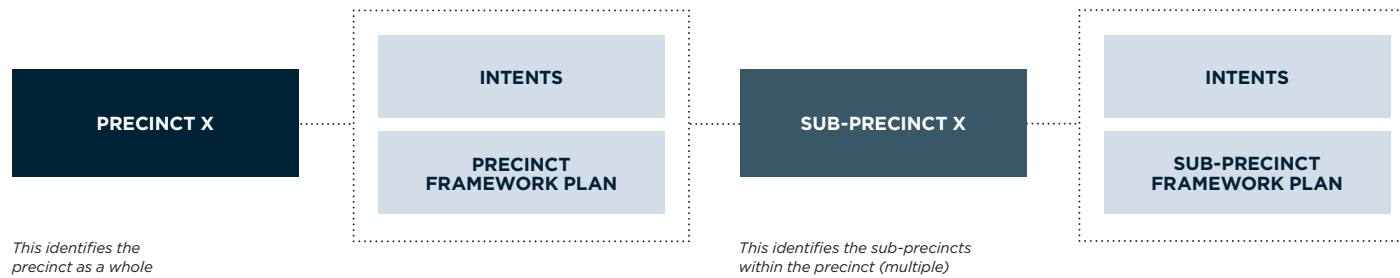 PRECINCT X
INTENTS
PRECINCT
FRAMEWORK PLAN
SUB-PRECINCT X
INTENTS
SUB-PRECINCT
FRAMEWORK PLAN
This identifies the
precinct as a whole
This identifies the sub-precincts
within the precinct (multiple)